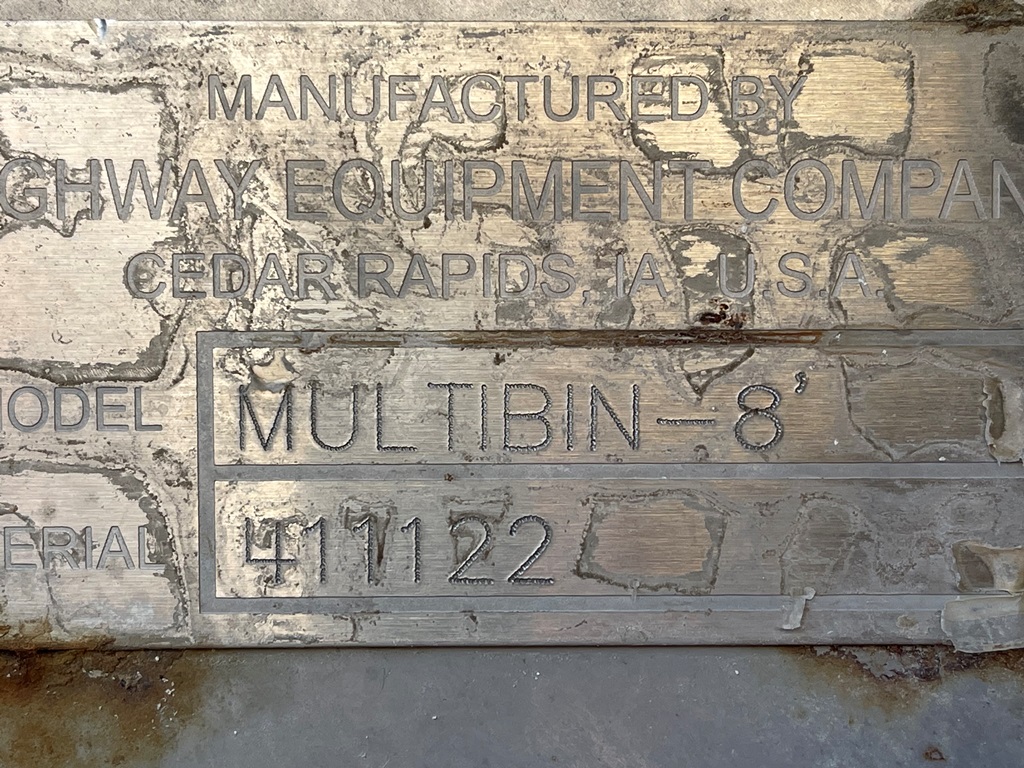 MANUFACTURED BY
GHWAY EQUIPMENT COMPAN
CEDAR RAPIDS, IA U.S.A.
ODEL MULTIBIN-8'
ERIAL 411122